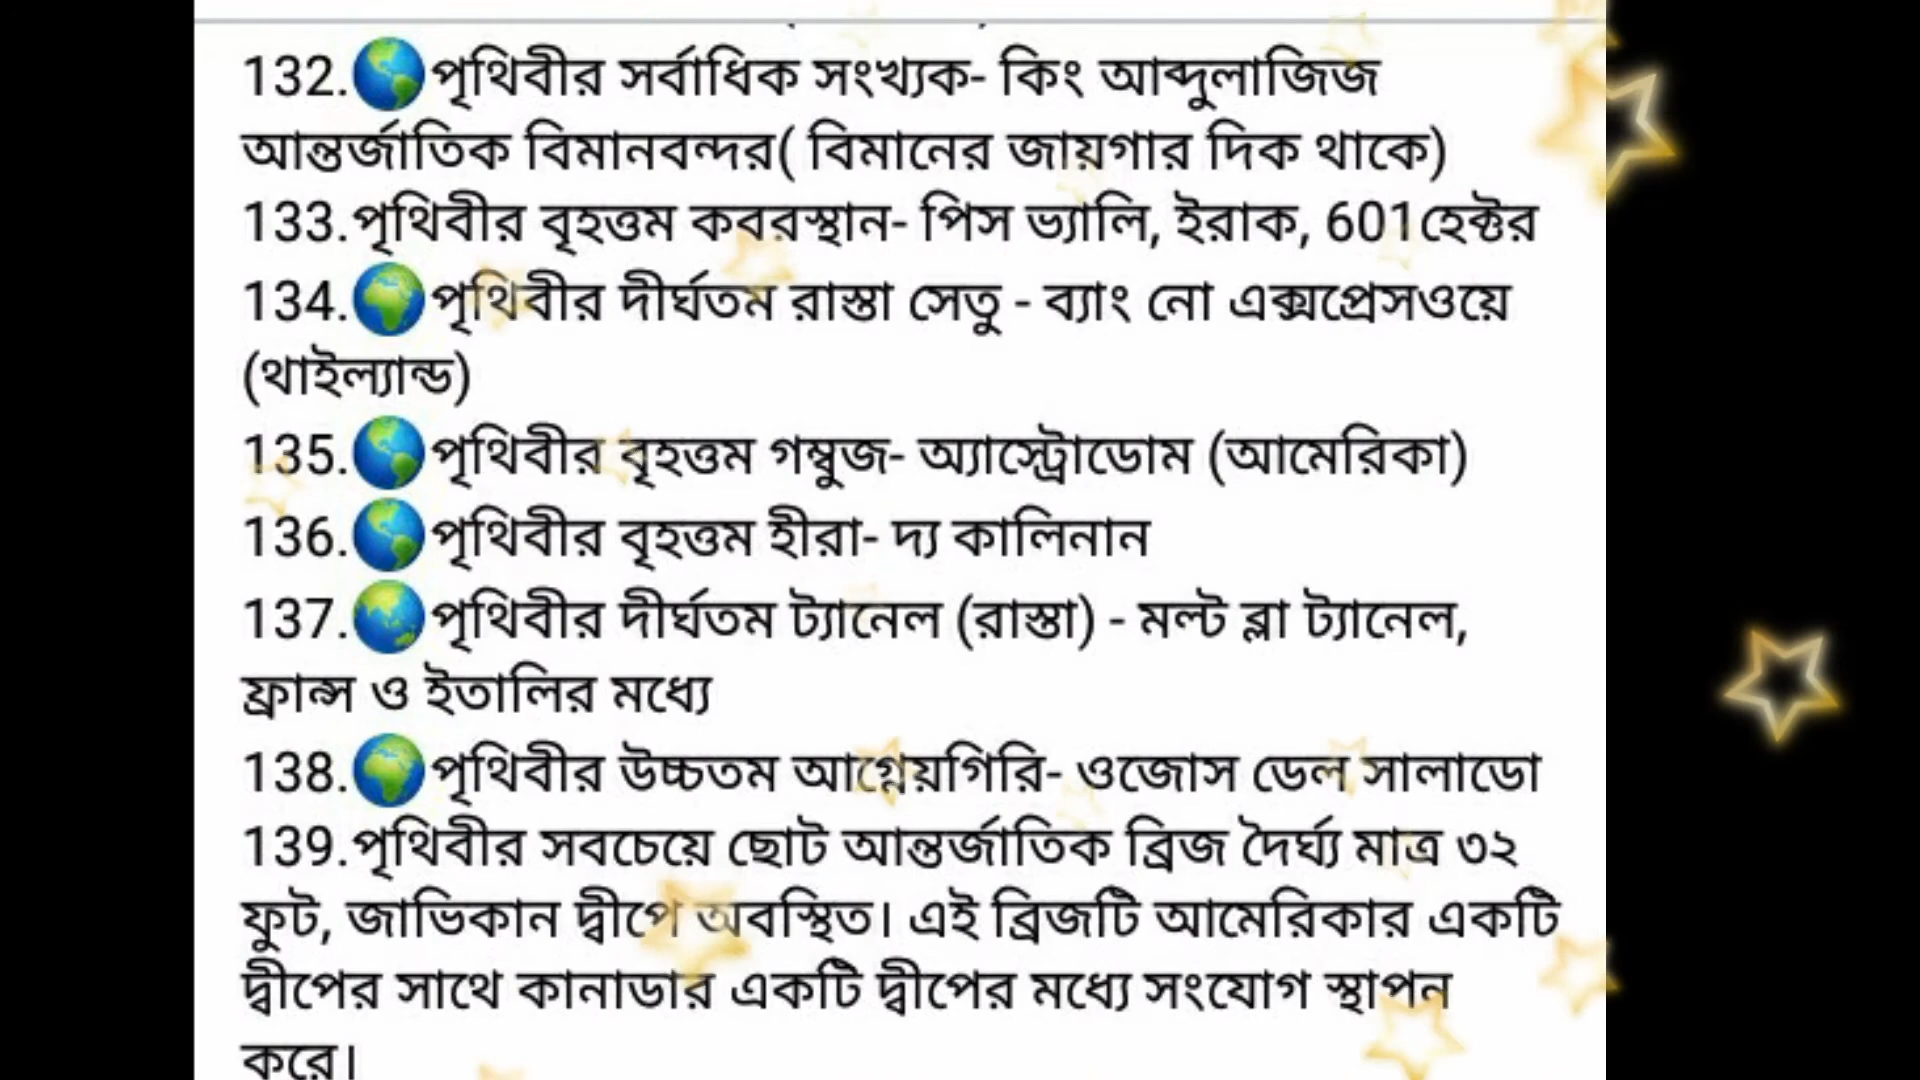 132.🌎পৃথিবীর সর্বাধিক সংখ্যক- কিং আব্দুলাজিজ
আন্তর্জাতিক বিমানবন্দর( বিমানের জায়গার দিক থাকে)
133.পৃথিবীর বৃহত্তম কবরস্থান- পিস ভ্যালি, ইরাক, 601হেক্টর
134.🌍পৃথিবীর দীর্ঘতম রাস্তা সেতু - ব্যাং নো এক্সপ্রেসওয়ে
(থাইল্যান্ড)
135.🌎পৃথিবীর বৃহত্তম গম্বুজ- অ্যাস্ট্রোডোম (আমেরিকা)
136.🌎পৃথিবীর বৃহত্তম হীরা- দ্য কালিনান
137.🌏পৃথিবীর দীর্ঘতম ট্যানেল (রাস্তা) - মল্ট ব্লা ট্যানেল,
ফ্রান্স ও ইতালির মধ্যে
138.🌍পৃথিবীর উচ্চতম আগ্নেয়গিরি- ওজোস ডেল সালাডো
139.পৃথিবীর সবচেয়ে ছোট আন্তর্জাতিক ব্রিজ দৈর্ঘ্য মাত্র ৩২
ফুট, জাভিকান দ্বীপে অবস্থিত। এই ব্রিজটি আমেরিকার একটি
দ্বীপের সাথে কানাডার একটি দ্বীপের মধ্যে সংযোগ স্থাপন
করে।